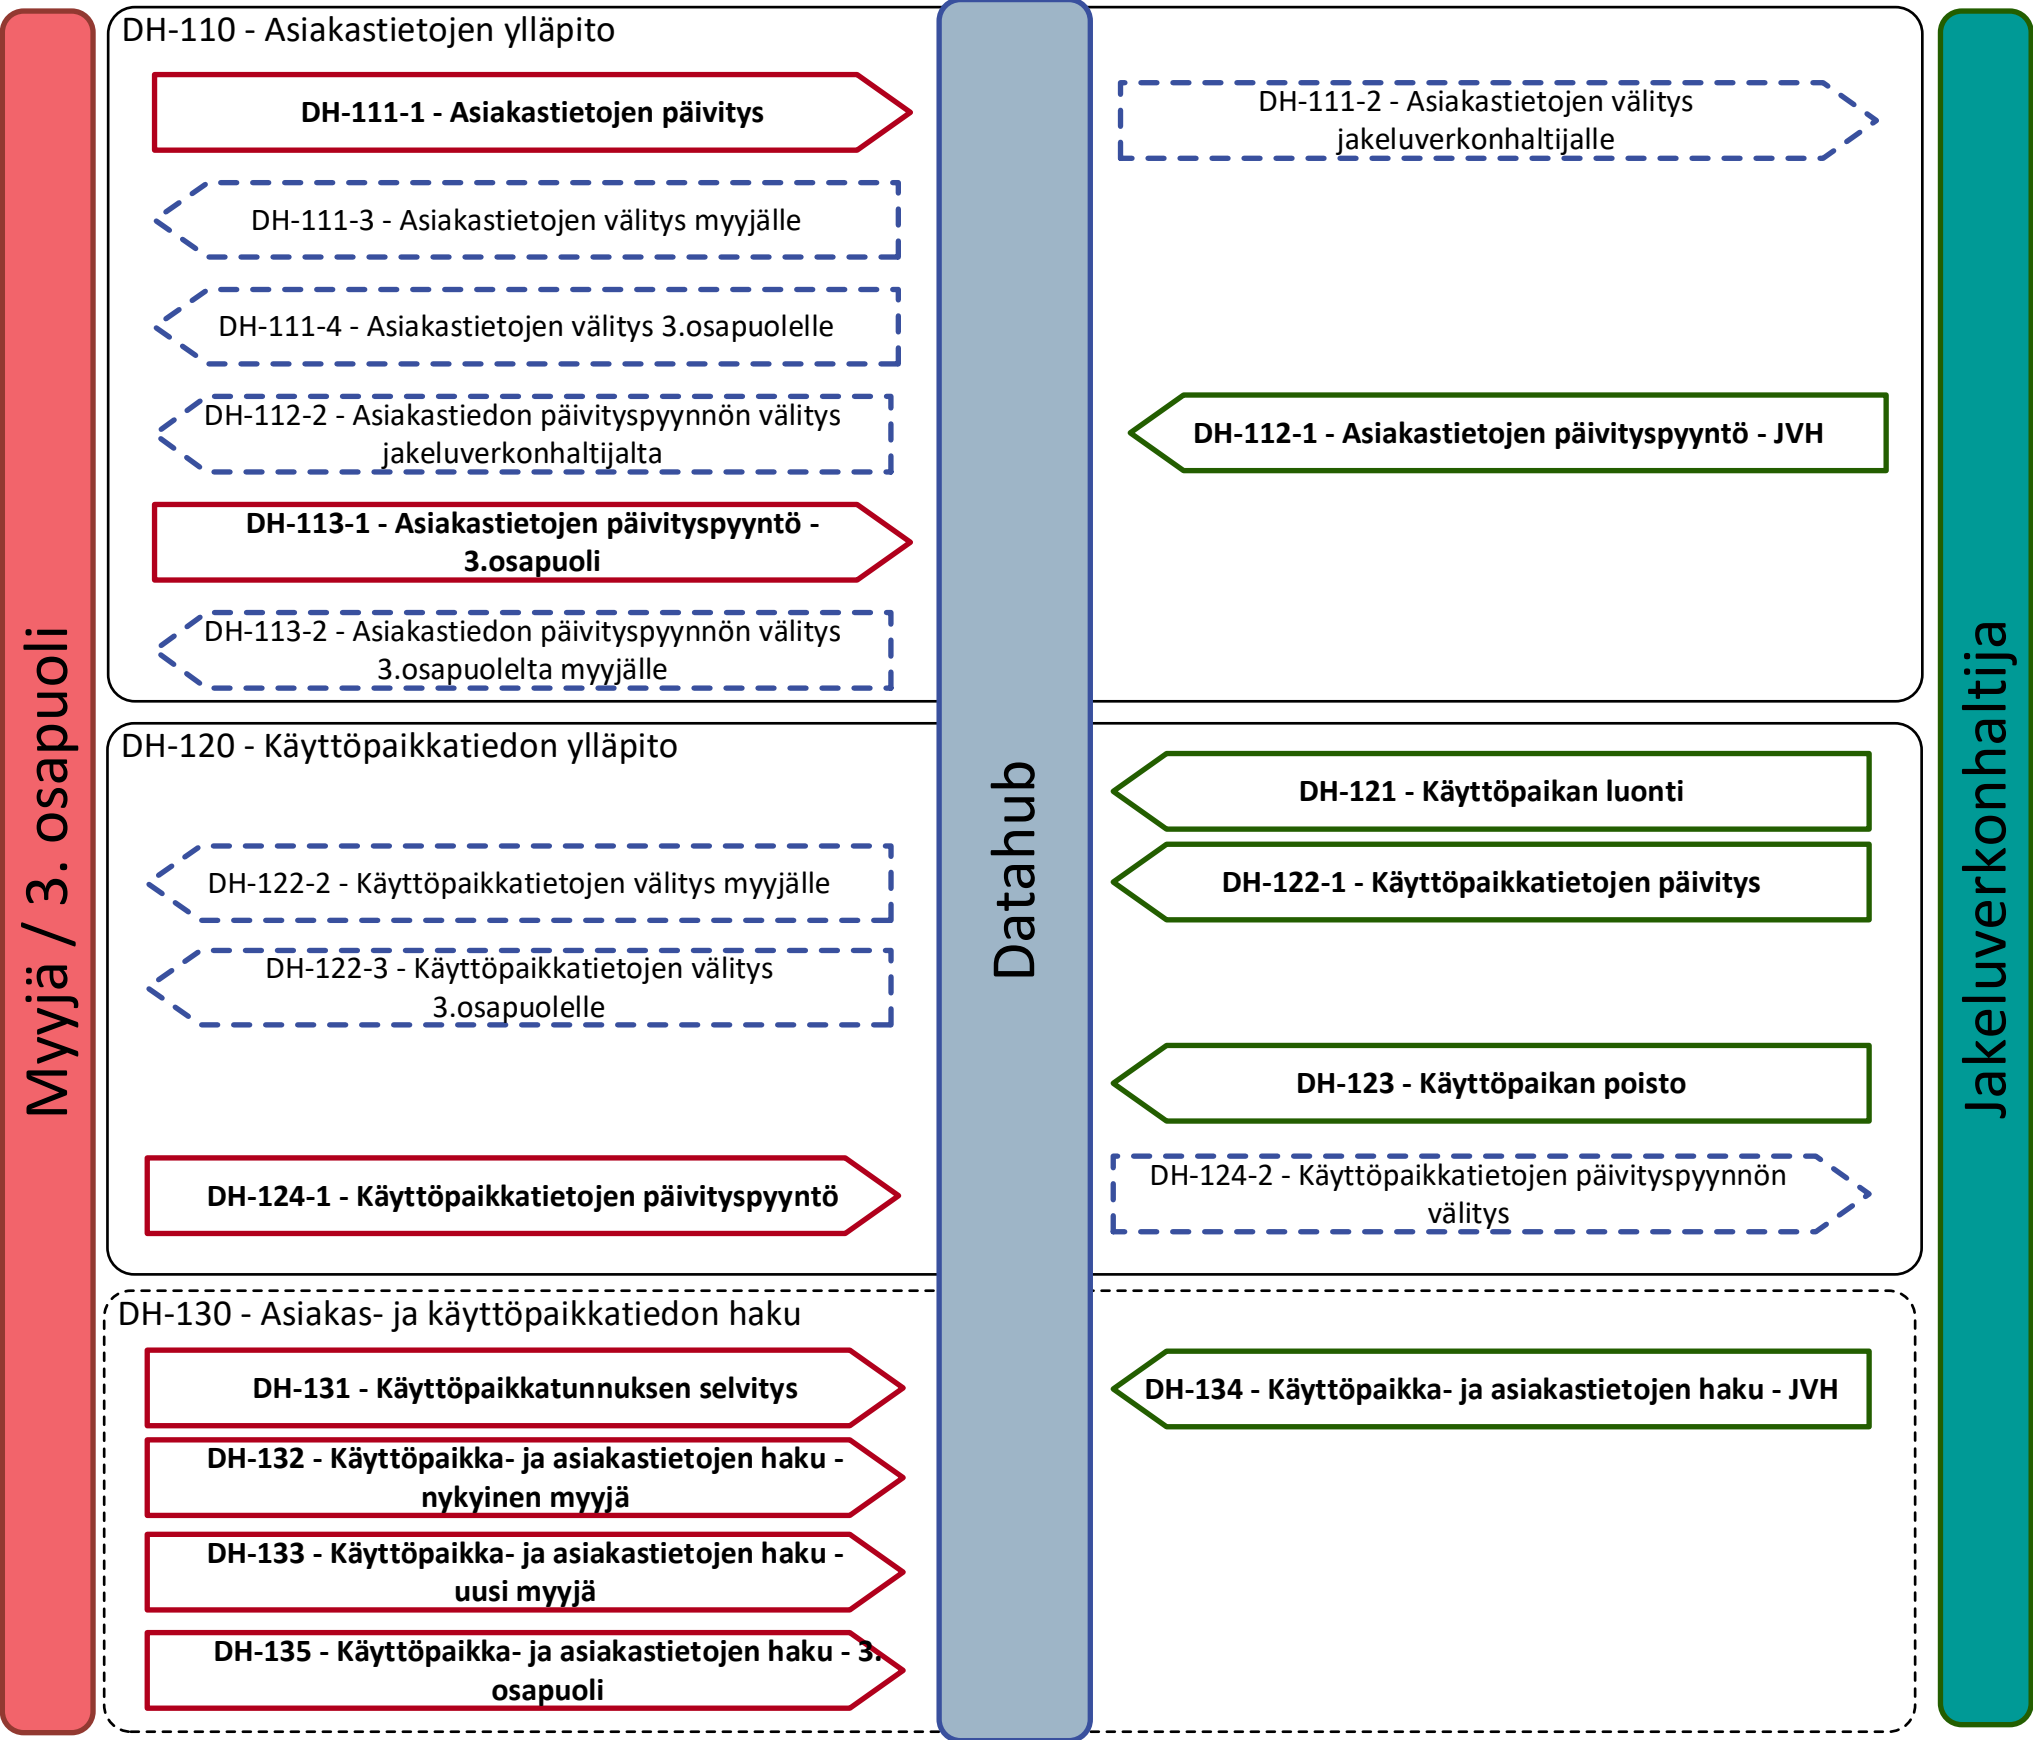 Myyjä / 3. osapuoli
DH-110 - Asiakastietojen ylläpito
DH-111-1 - Asiakastietojen päivitys
DH-111-3 - Asiakastietojen välitys myyjälle
DH-111-4 - Asiakastietojen välitys 3.osapuolelle
DH-112-2 - Asiakastiedon päivityspyynnön välitys
jakeluverkonhaltijalta
DH-113-1 - Asiakastietojen päivityspyyntö -
3.osapuoli
DH-113-2 - Asiakastiedon päivityspyynnön välitys
3.osapuolelta myyjälle
DH-111-2 - Asiakastietojen välitys
jakeluverkonhaltijalle
DH-112-1 - Asiakastietojen päivityspyyntö - JVH
DH-120 - Käyttöpaikkatiedon ylläpito
DH-122-2 - Käyttöpaikkatietojen välitys myyjälle
DH-122-3 - Käyttöpaikkatietojen välitys
3.osapuolelle
DH-124-1 - Käyttöpaikkatietojen päivityspyyntö
DH-121 - Käyttöpaikan luonti
DH-122-1 - Käyttöpaikkatietojen päivitys
DH-123 - Käyttöpaikan poisto
DH-124-2 - Käyttöpaikkatietojen päivityspyynnön
välitys
DH-130 - Asiakas- ja käyttöpaikkatiedon haku
DH-131 - Käyttöpaikkatunnuksen selvitys
DH-132 - Käyttöpaikka- ja asiakastietojen haku -
nykyinen myyjä
DH-133 - Käyttöpaikka- ja asiakastietojen haku -
uusi myyjä
DH-135 - Käyttöpaikka- ja asiakastietojen haku - 3.
osapuoli
DH-134 - Käyttöpaikka- ja asiakastietojen haku - JVH
Datahub
Jakeluverkonhaltija